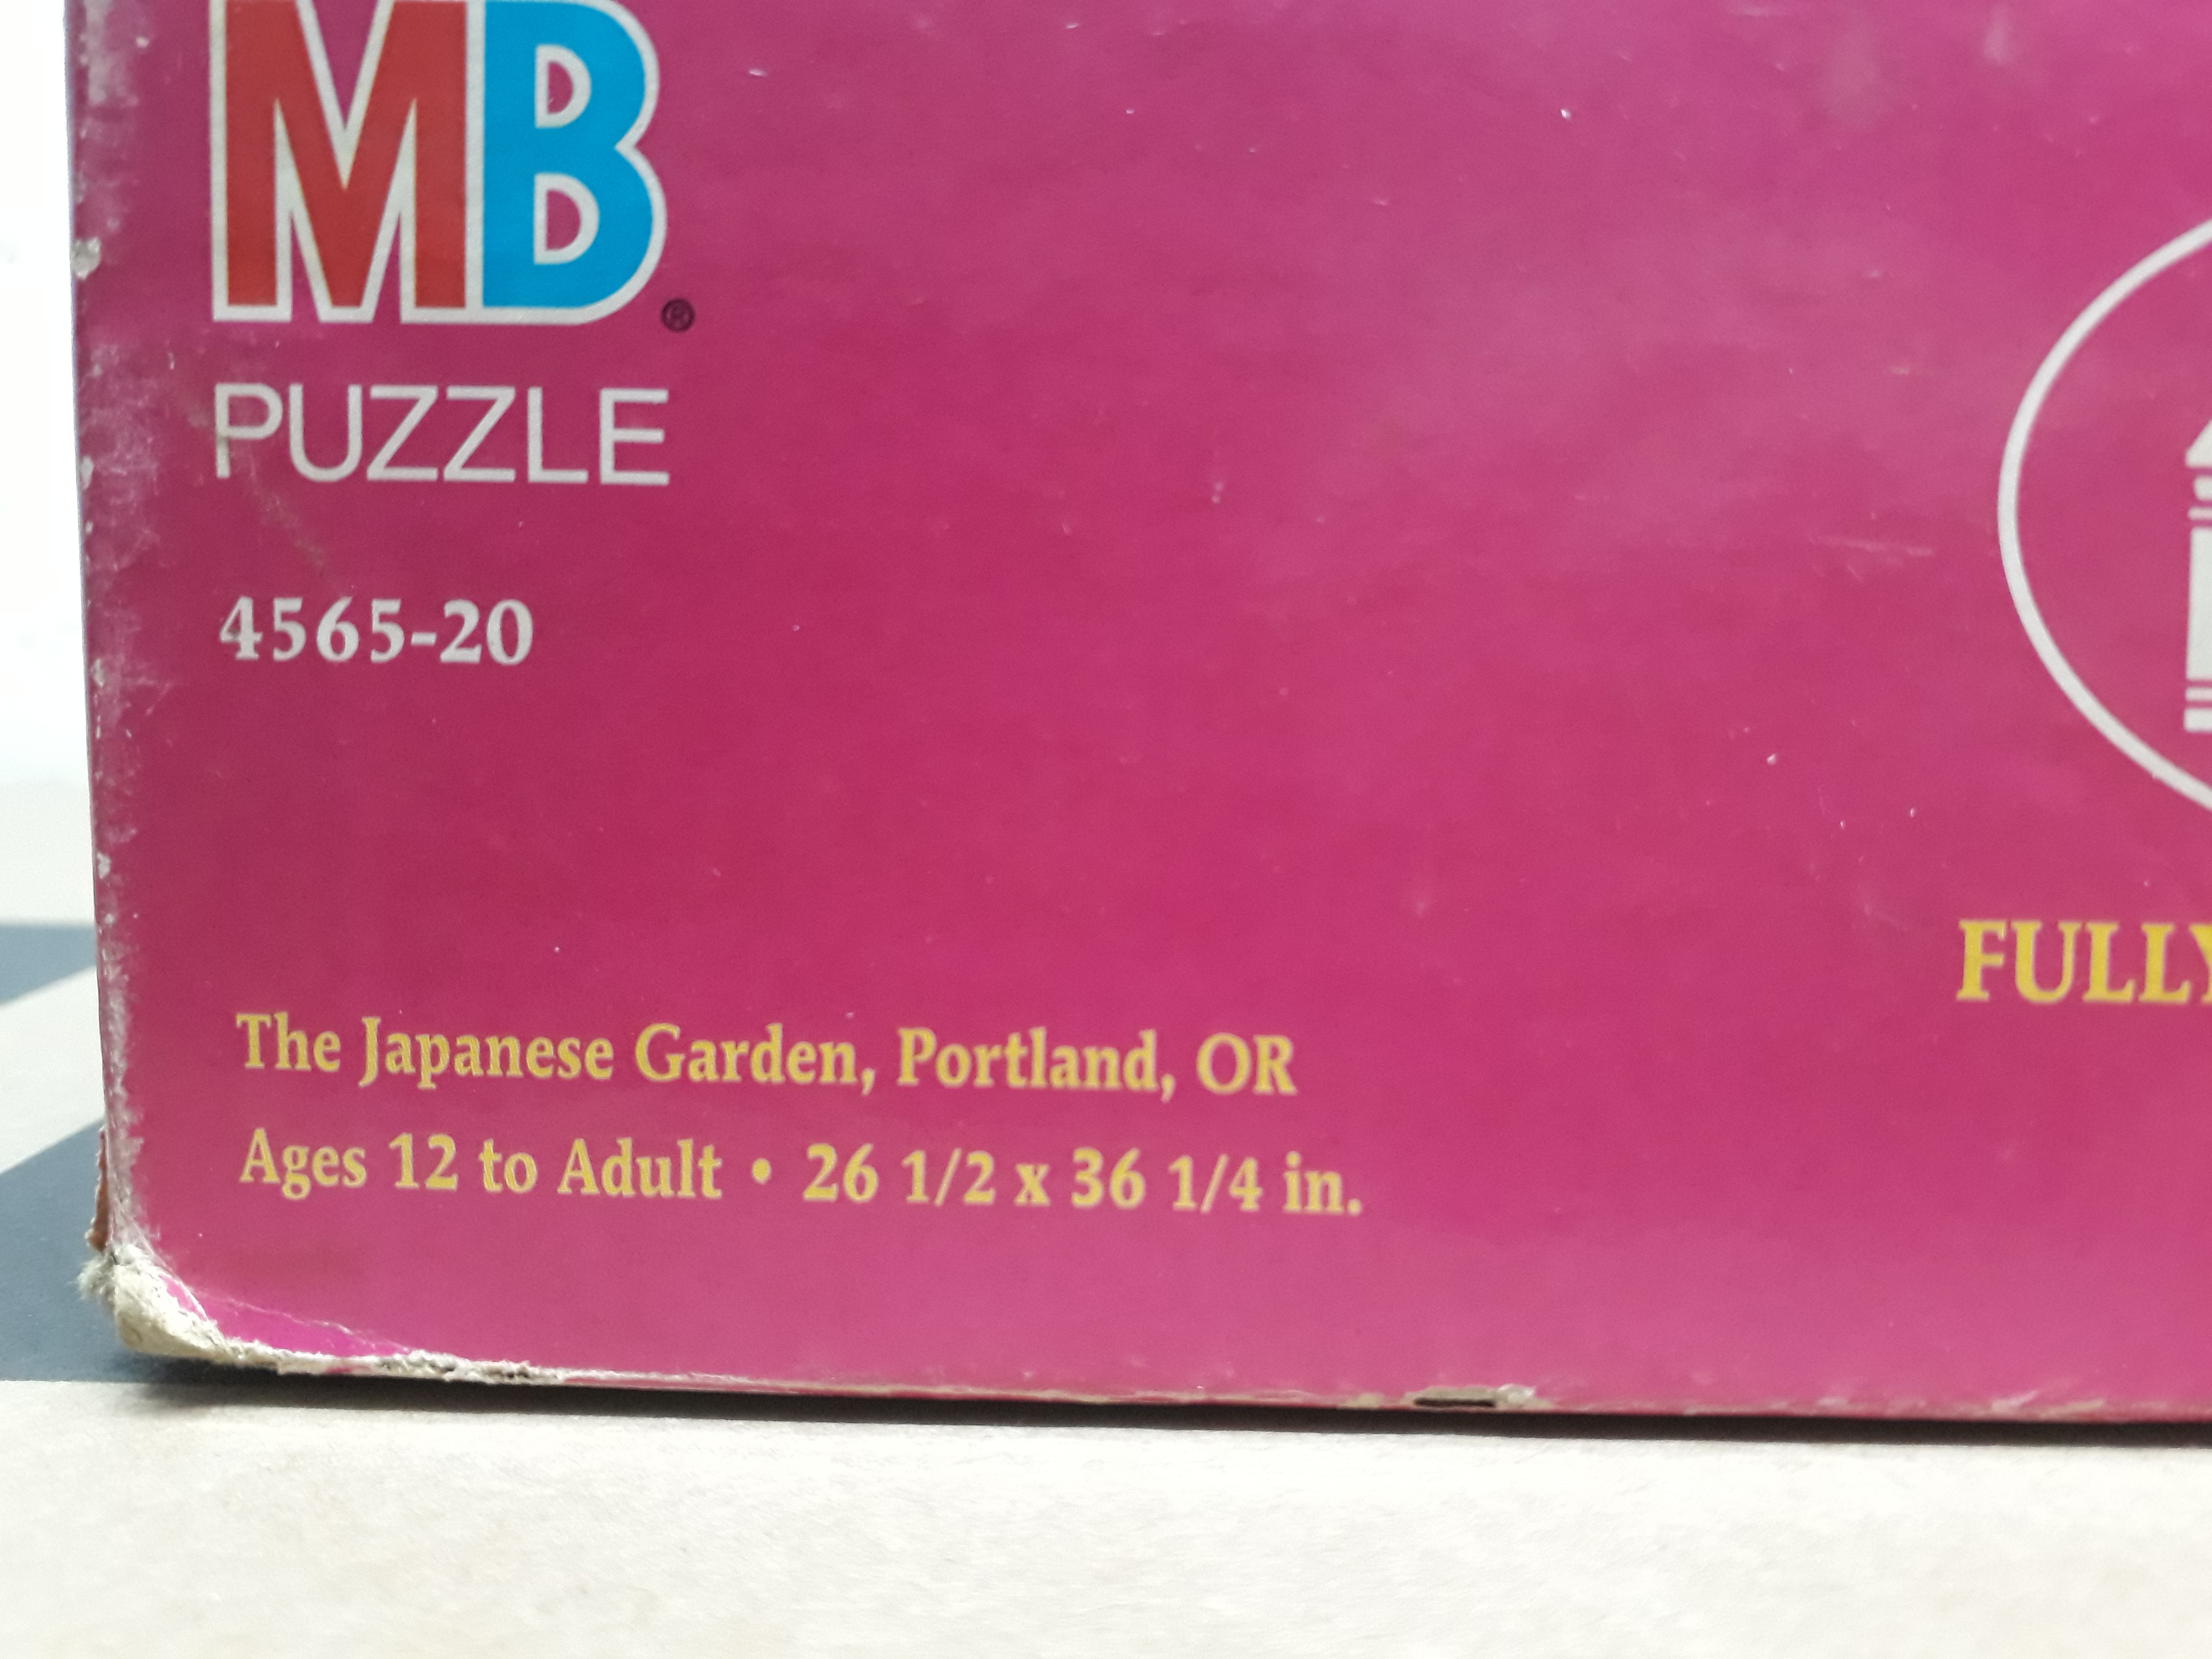 MB®
PUZZLE
4565-20
FULLY
The Japanese Garden, Portland, OR
Ages 12 to Adult • 26 1/2 x 36 1/4 in.